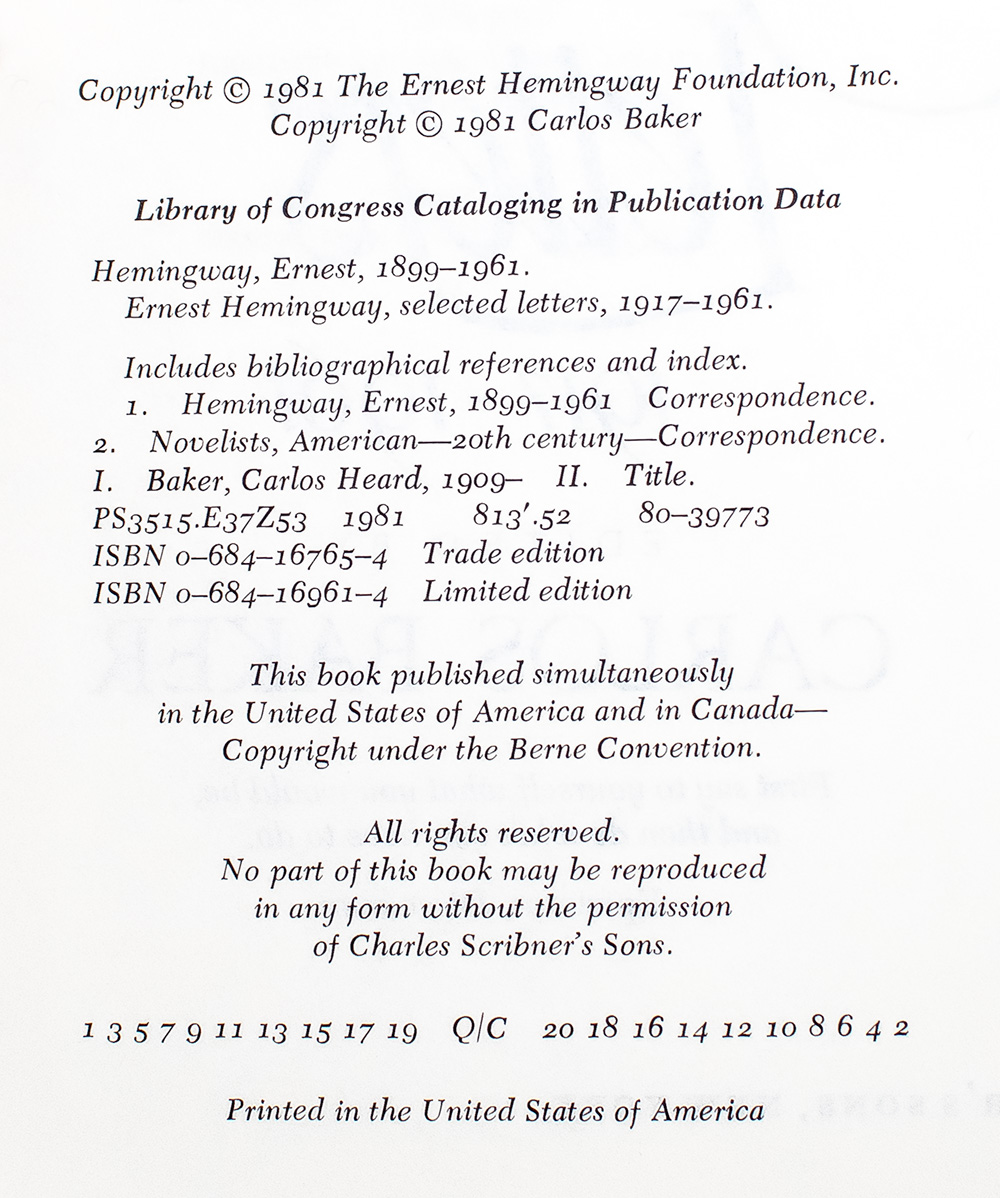 Copyright © 1981 The Ernest Hemingway Foundation, Inc.
Copyright © 1981 Carlos Baker
Library of Congress Cataloging in Publication Data
Hemingway, Ernest, 1899–1961.
Ernest Hemingway, selected letters, 1917–1961.
Includes bibliographical references and index.
1. Hemingway, Ernest, 1899–1961 Correspondence.
2. Novelists, American—20th century—Correspondence.
I. Baker, Carlos Heard, 1909– II. Title.
PS3515.E37Z53 1981 813'.52 80–39773
ISBN 0–684–16765–4 Trade edition
ISBN 0–684–16961–4 Limited edition
This book published simultaneously
in the United States of America and in Canada—
Copyright under the Berne Convention.
All rights reserved.
No part of this book may be reproduced
in any form without the permission
of Charles Scribner's Sons.
1 3 5 7 9 11 13 15 17 19 Q/C 20 18 16 14 12 10 8 6 4 2
Printed in the United States of America